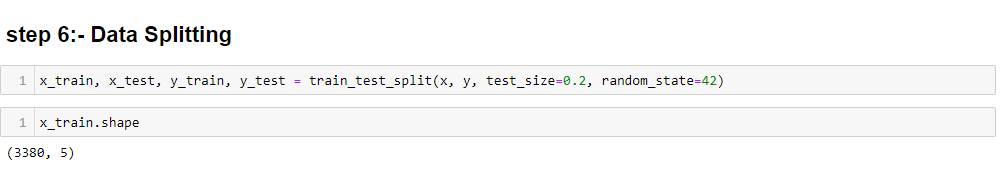 step 6:- Data Splitting
1 x_train, x_test, y_train, y_test = train_test_split(x, y, test_size=0.2, random_state=42)
1 x_train.shape
(3380, 5)